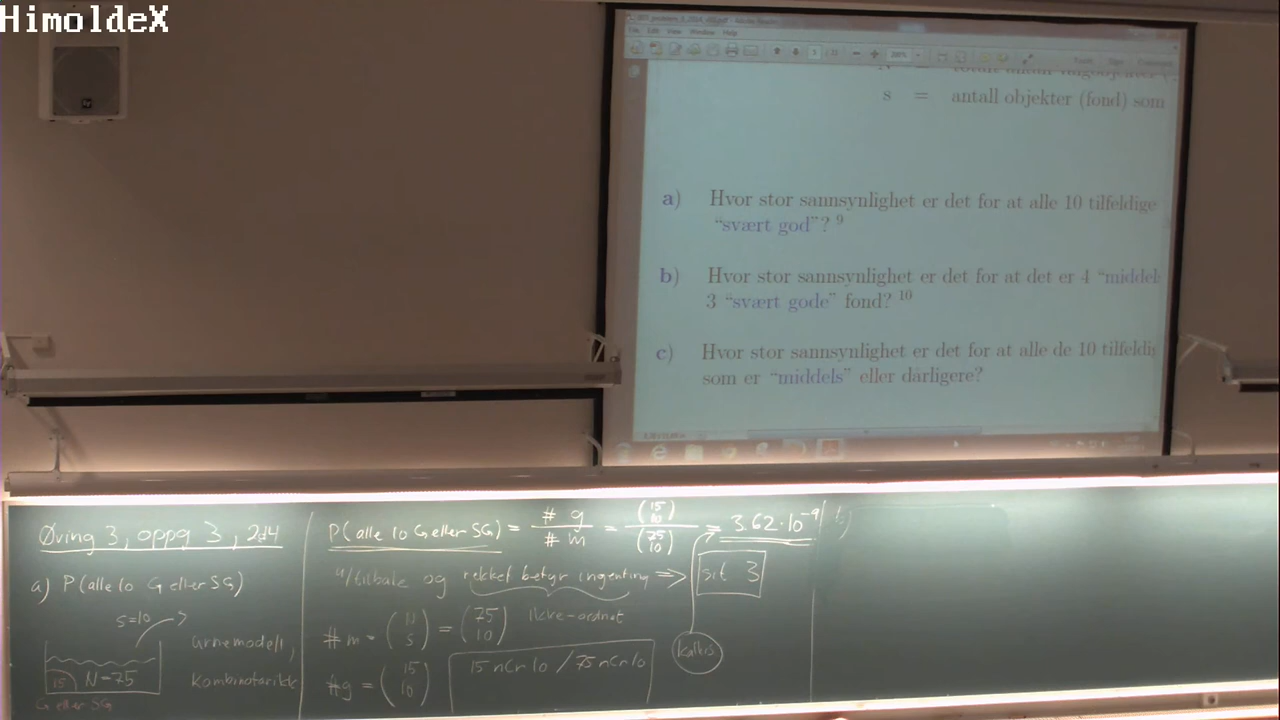 HimoldeX
s = antall objekter (fond) som
a) Hvor stor sannsynlighet er det for at alle 10 tilfeldige
"svært god"? 9
b) Hvor stor sannsynlighet er det for at det er 4 "middels
3 "svært gode" fond? 10
c) Hvor stor sannsynlighet er det for at alle de 10 tilfeldig
som er "middels" eller dårligere?
Øving 3, oppg 3, 2d4
a) P(alle 10 G eller SG)
s=10
15 N=75
G eller SG
urnemodell,
kombinatorikk
P(alle 10 G eller SG) = # g / # m = (15 10) / (75 10) = 3.62·10⁻⁹
u/tilbake og rekkef betyr ingenting ⇒ sit 3
# m = (N s) = (75 10) ikke-ordnet
# g = (15 10)
15 nCr 10 / 75 nCr 10
kalkis
b)